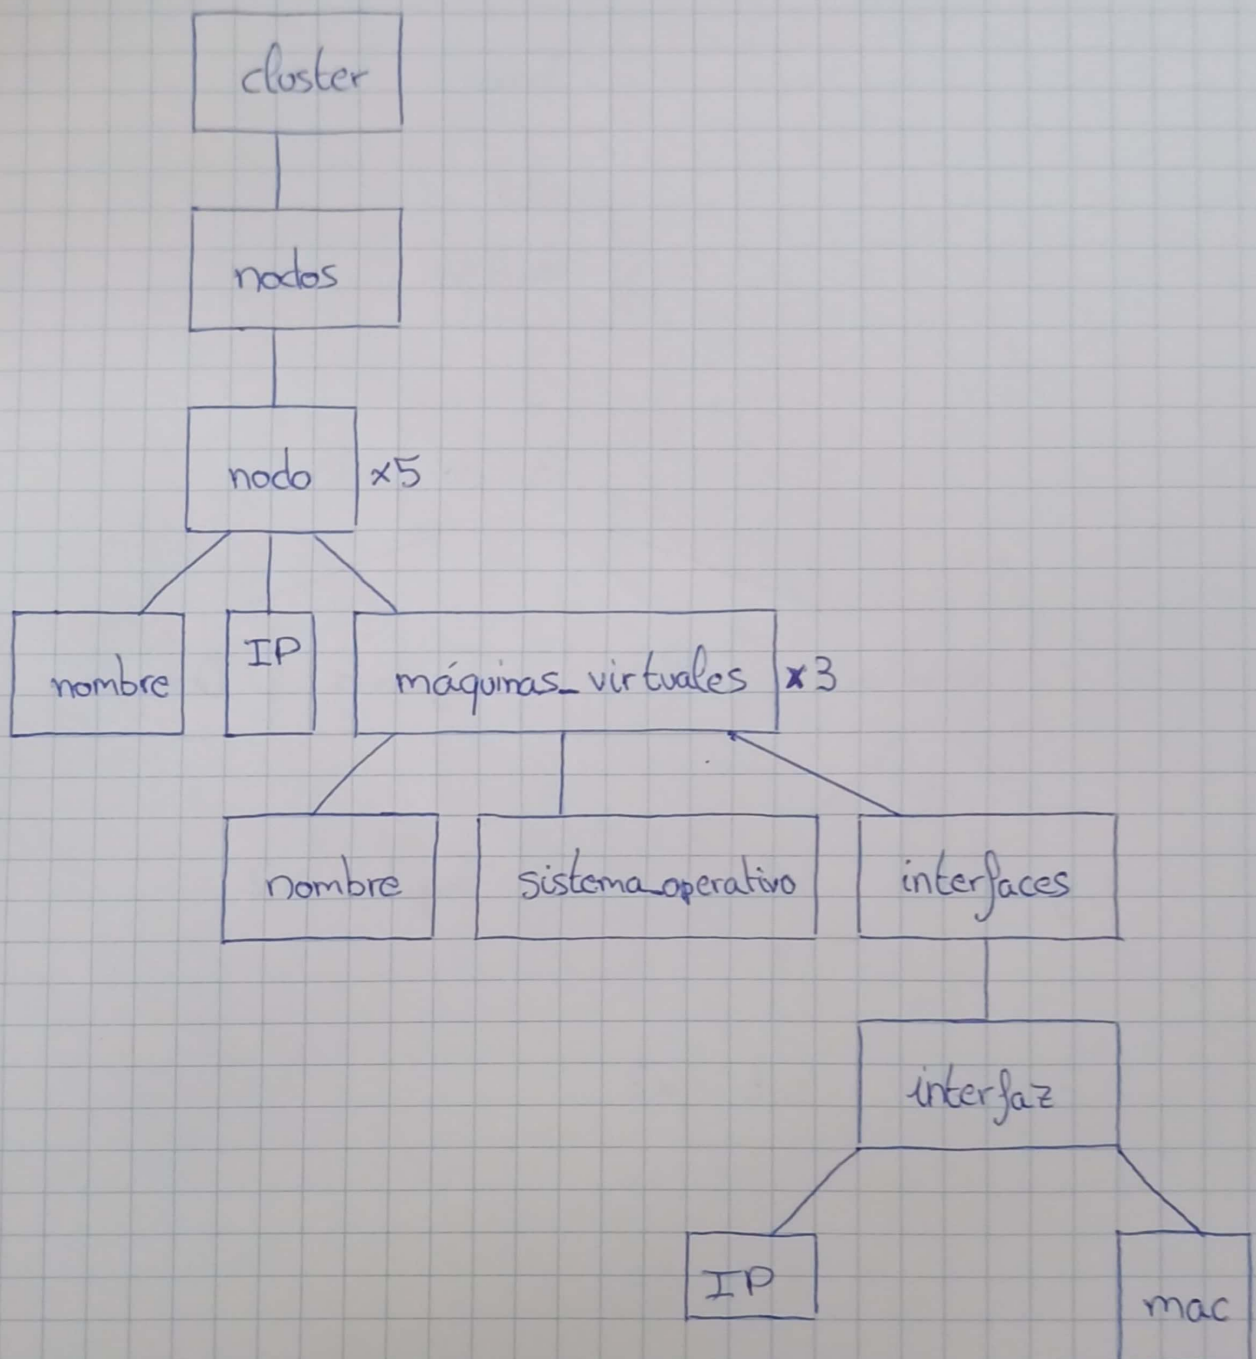 cluster
nodos
nodo x5
nombre IP máquinas_virtuales x3
nombre sistema_operativo interfaces
interfaz
IP mac